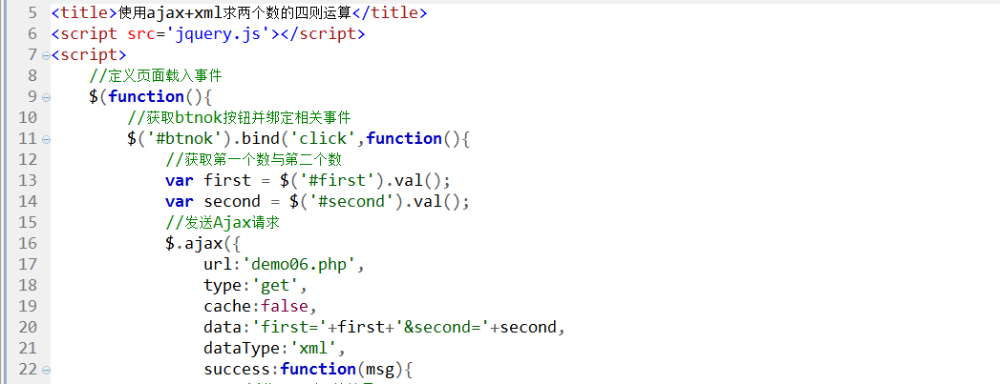 5 <title>使用ajax+xml求两个数的四则运算</title>
6 <script src='jquery.js'></script>
7 <script>
8 //定义页面载入事件
9 $(function(){
10 //获取btnok按钮并绑定相关事件
11 $('#btnok').bind('click',function(){
12 //获取第一个数与第二个数
13 var first = $('#first').val();
14 var second = $('#second').val();
15 //发送Ajax请求
16 $.ajax({
17 url:'demo06.php',
18 type:'get',
19 cache:false,
20 data:'first='+first+'&second='+second,
21 dataType:'xml',
22 success:function(msg){